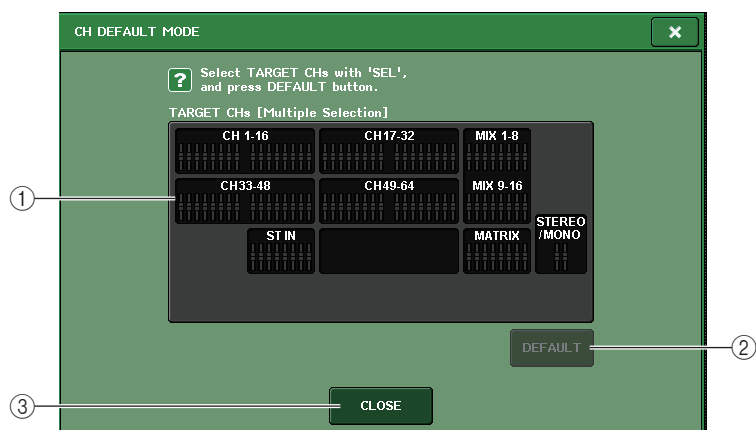 CH DEFAULT MODE
×
? Select TARGET CHs with 'SEL',
and press DEFAULT button.
TARGET CHs [Multiple Selection]
CH 1-16 CH17-32 MIX 1-8
① CH33-48 CH49-64 MIX 9-16
STEREO
/MONO
ST IN MATRIX
DEFAULT ②
③ CLOSE